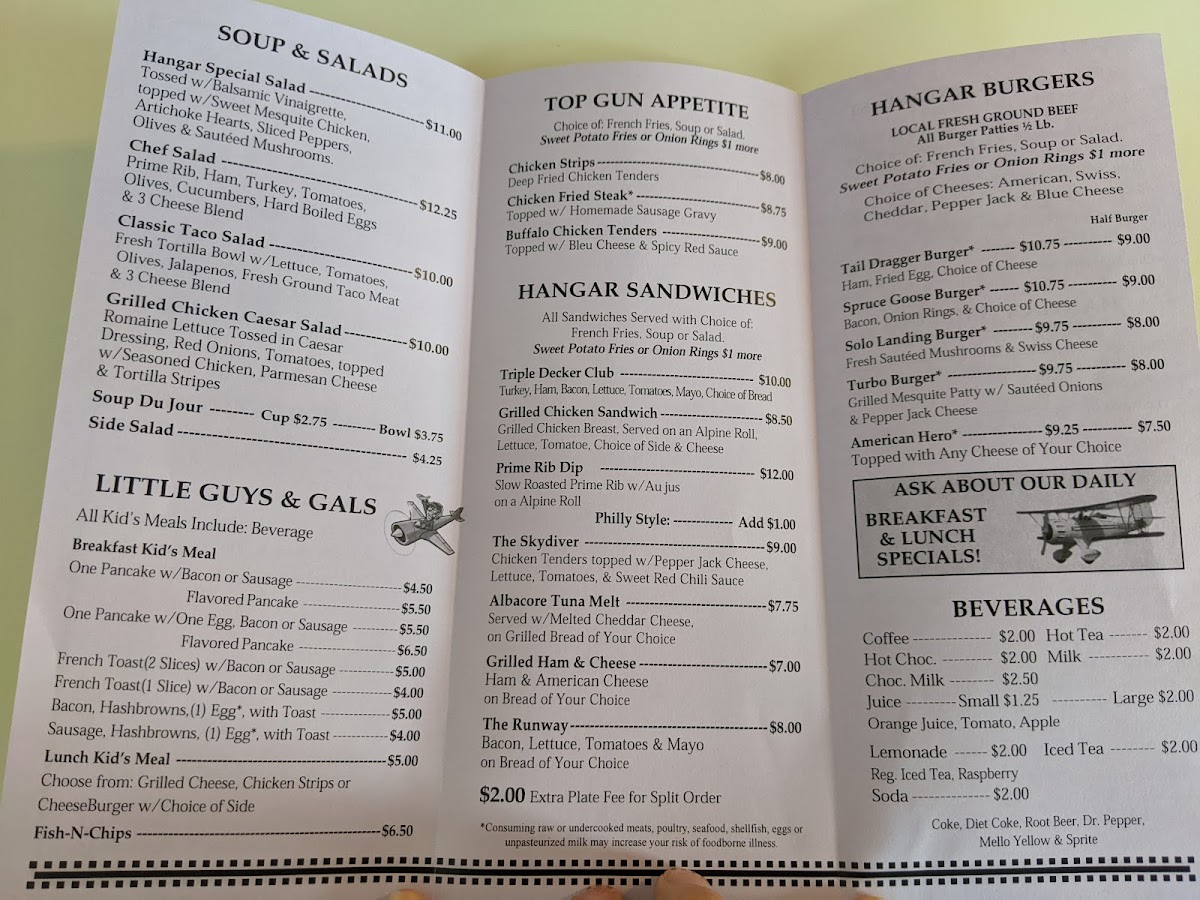 SOUP & SALADS
Hangar Special Salad ---------------------- $11.00
Tossed w/Balsamic Vinaigrette,
topped w/Sweet Mesquite Chicken,
Artichoke Hearts, Sliced Peppers,
Olives & Sautéed Mushrooms.
Chef Salad ---------------------- $12.25
Prime Rib, Ham, Turkey, Tomatoes,
Olives, Cucumbers, Hard Boiled Eggs
& 3 Cheese Blend
Classic Taco Salad ---------------------- $10.00
Fresh Tortilla Bowl w/Lettuce, Tomatoes,
Olives, Jalapenos, Fresh Ground Taco Meat
& 3 Cheese Blend
Grilled Chicken Caesar Salad ------------ $10.00
Romaine Lettuce Tossed in Caesar
Dressing, Red Onions, Tomatoes, topped
w/Seasoned Chicken, Parmesan Cheese
& Tortilla Stripes
Soup Du Jour -------- Cup $2.75 --------- Bowl $3.75
Side Salad ---------------------- $4.25
LITTLE GUYS & GALS
All Kid's Meals Include: Beverage
Breakfast Kid's Meal
One Pancake w/Bacon or Sausage ------------------ $4.50
Flavored Pancake ------------------ $5.50
One Pancake w/One Egg, Bacon or Sausage ---------- $5.50
Flavored Pancake ------------------ $6.50
French Toast(2 Slices) w/Bacon or Sausage ---------- $5.00
French Toast(1 Slice) w/Bacon or Sausage ------------ $4.00
Bacon, Hashbrowns,(1) Egg*, with Toast ------------- $5.00
Sausage, Hashbrowns, (1) Egg*, with Toast ----------- $4.00
Lunch Kid's Meal ---------------------- $5.00
Choose from: Grilled Cheese, Chicken Strips or
CheeseBurger w/Choice of Side
Fish-N-Chips ---------------------- $6.50
TOP GUN APPETITE
Choice of: French Fries, Soup or Salad.
Sweet Potato Fries or Onion Rings $1 more
Chicken Strips ---------------------- $8.00
Deep Fried Chicken Tenders
Chicken Fried Steak* ---------------------- $8.75
Topped w/ Homemade Sausage Gravy
Buffalo Chicken Tenders ------------------ $9.00
Topped w/ Bleu Cheese & Spicy Red Sauce
HANGAR SANDWICHES
All Sandwiches Served with Choice of:
French Fries, Soup or Salad.
Sweet Potato Fries or Onion Rings $1 more
Triple Decker Club ---------------------- $10.00
Turkey, Ham, Bacon, Lettuce, Tomatoes, Mayo, Choice of Bread
Grilled Chicken Sandwich ------------------ $8.50
Grilled Chicken Breast, Served on an Alpine Roll,
Lettuce, Tomatoe, Choice of Side & Cheese
Prime Rib Dip ---------------------- $12.00
Slow Roasted Prime Rib w/Au jus
on a Alpine Roll
Philly Style: ------------ Add $1.00
The Skydiver ---------------------- $9.00
Chicken Tenders topped w/Pepper Jack Cheese,
Lettuce, Tomatoes, & Sweet Red Chili Sauce
Albacore Tuna Melt ---------------------- $7.75
Served w/Melted Cheddar Cheese,
on Grilled Bread of Your Choice
Grilled Ham & Cheese ---------------------- $7.00
Ham & American Cheese
on Bread of Your Choice
The Runway ---------------------- $8.00
Bacon, Lettuce, Tomatoes & Mayo
on Bread of Your Choice
$2.00 Extra Plate Fee for Split Order
*Consuming raw or undercooked meats, poultry, seafood, shellfish, eggs or
unpasteurized milk may increase your risk of foodborne illness.
HANGAR BURGERS
LOCAL FRESH GROUND BEEF
All Burger Patties ½ Lb.
Choice of: French Fries, Soup or Salad.
Sweet Potato Fries or Onion Rings $1 more
Choice of Cheeses: American, Swiss,
Cheddar, Pepper Jack & Blue Cheese
Half Burger
Tail Dragger Burger* ------- $10.75 ---------- $9.00
Ham, Fried Egg, Choice of Cheese
Spruce Goose Burger* ------ $10.75 ---------- $9.00
Bacon, Onion Rings, & Choice of Cheese
Solo Landing Burger* -------- $9.75 ---------- $8.00
Fresh Sautéed Mushrooms & Swiss Cheese
Turbo Burger* ------------------ $9.75 ---------- $8.00
Grilled Mesquite Patty w/ Sautéed Onions
& Pepper Jack Cheese
American Hero* ---------------- $9.25 ---------- $7.50
Topped with Any Cheese of Your Choice
ASK ABOUT OUR DAILY
BREAKFAST
& LUNCH
SPECIALS!
BEVERAGES
Coffee -------------- $2.00 Hot Tea ------- $2.00
Hot Choc. --------- $2.00 Milk ----------- $2.00
Choc. Milk -------- $2.50
Juice --------- Small $1.25 ---------- Large $2.00
Orange Juice, Tomato, Apple
Lemonade ------ $2.00 Iced Tea -------- $2.00
Reg. Iced Tea, Raspberry
Soda -------------- $2.00
Coke, Diet Coke, Root Beer, Dr. Pepper,
Mello Yellow & Sprite